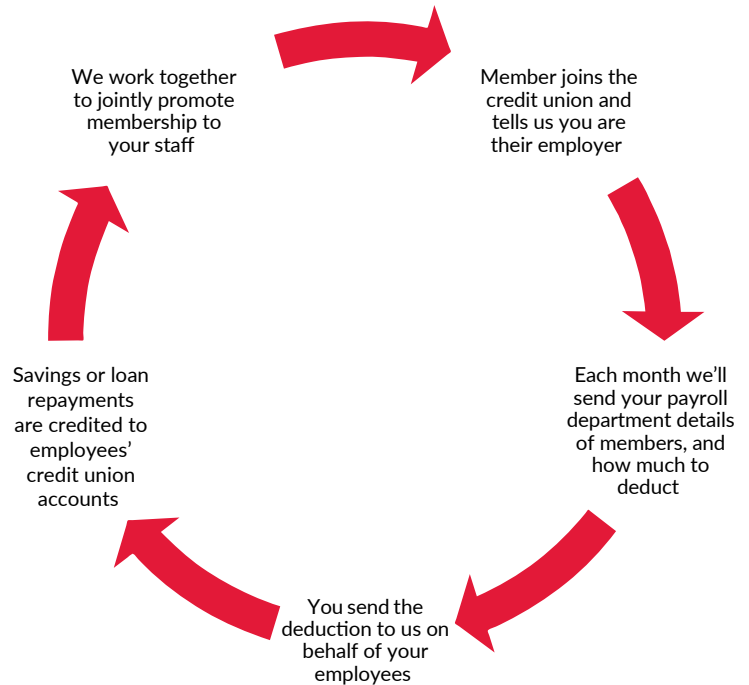 We work together
to jointly promote
membership to
your staff
Member joins the
credit union and
tells us you are
their employer
Each month we’ll
send your payroll
department details
of members, and
how much to
deduct
You send the
deduction to us on
behalf of your
employees
Savings or loan
repayments
are credited to
employees’
credit union
accounts